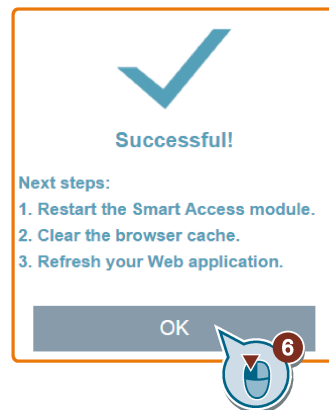 Successful!
Next steps:
1. Restart the Smart Access module.
2. Clear the browser cache.
3. Refresh your Web application.
OK
6